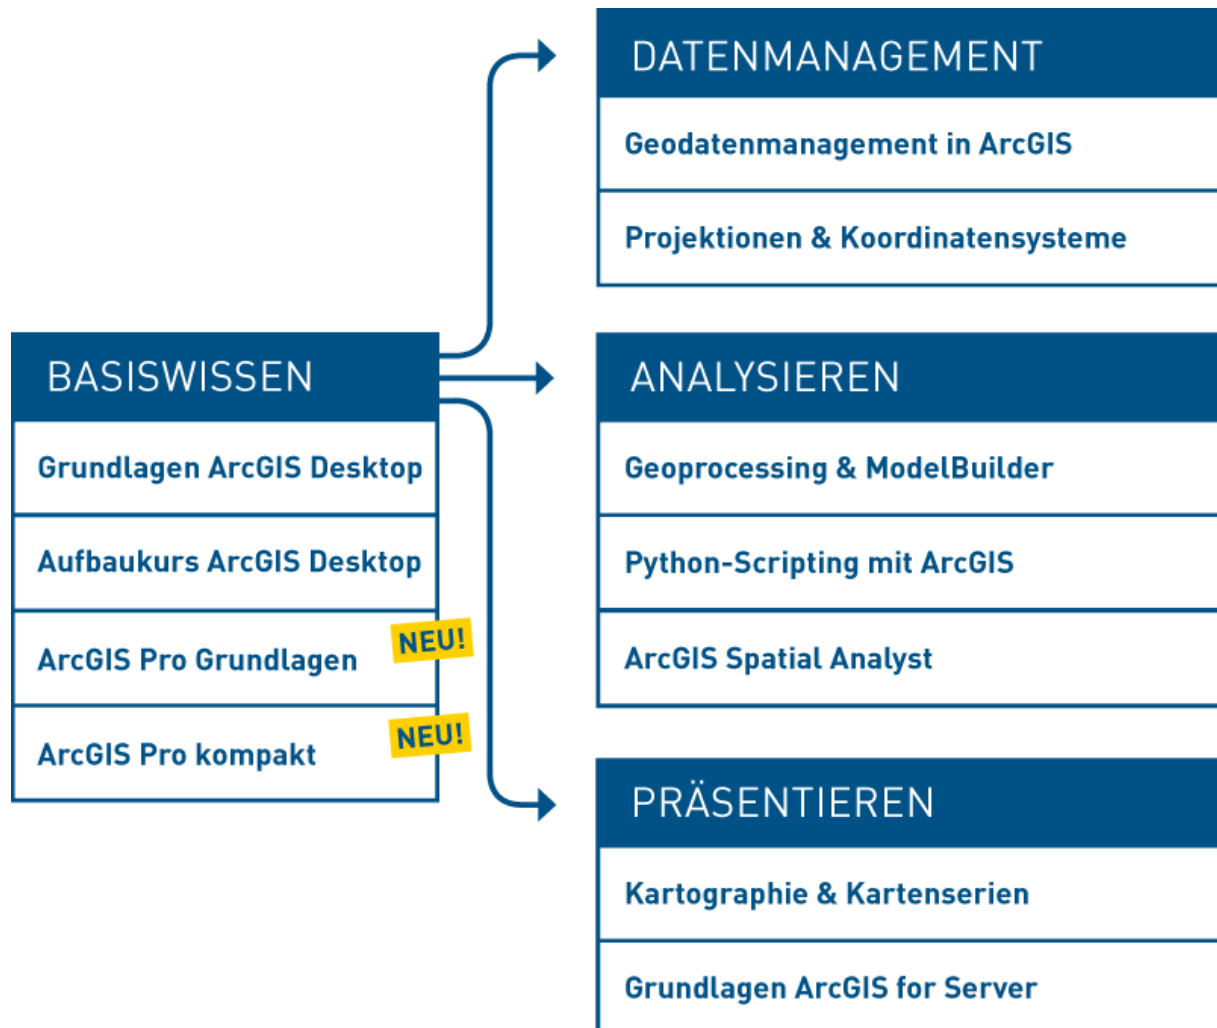 BASISWISSEN
Grundlagen ArcGIS Desktop
Aufbaukurs ArcGIS Desktop
ArcGIS Pro Grundlagen
NEU!
ArcGIS Pro kompakt
NEU!
DATENMANAGEMENT
Geodatenmanagement in ArcGIS
Projektionen & Koordinatensysteme
ANALYSIEREN
Geoprocessing & ModelBuilder
Python-Scripting mit ArcGIS
ArcGIS Spatial Analyst
PRÄSENTIEREN
Kartographie & Kartenserien
Grundlagen ArcGIS for Server